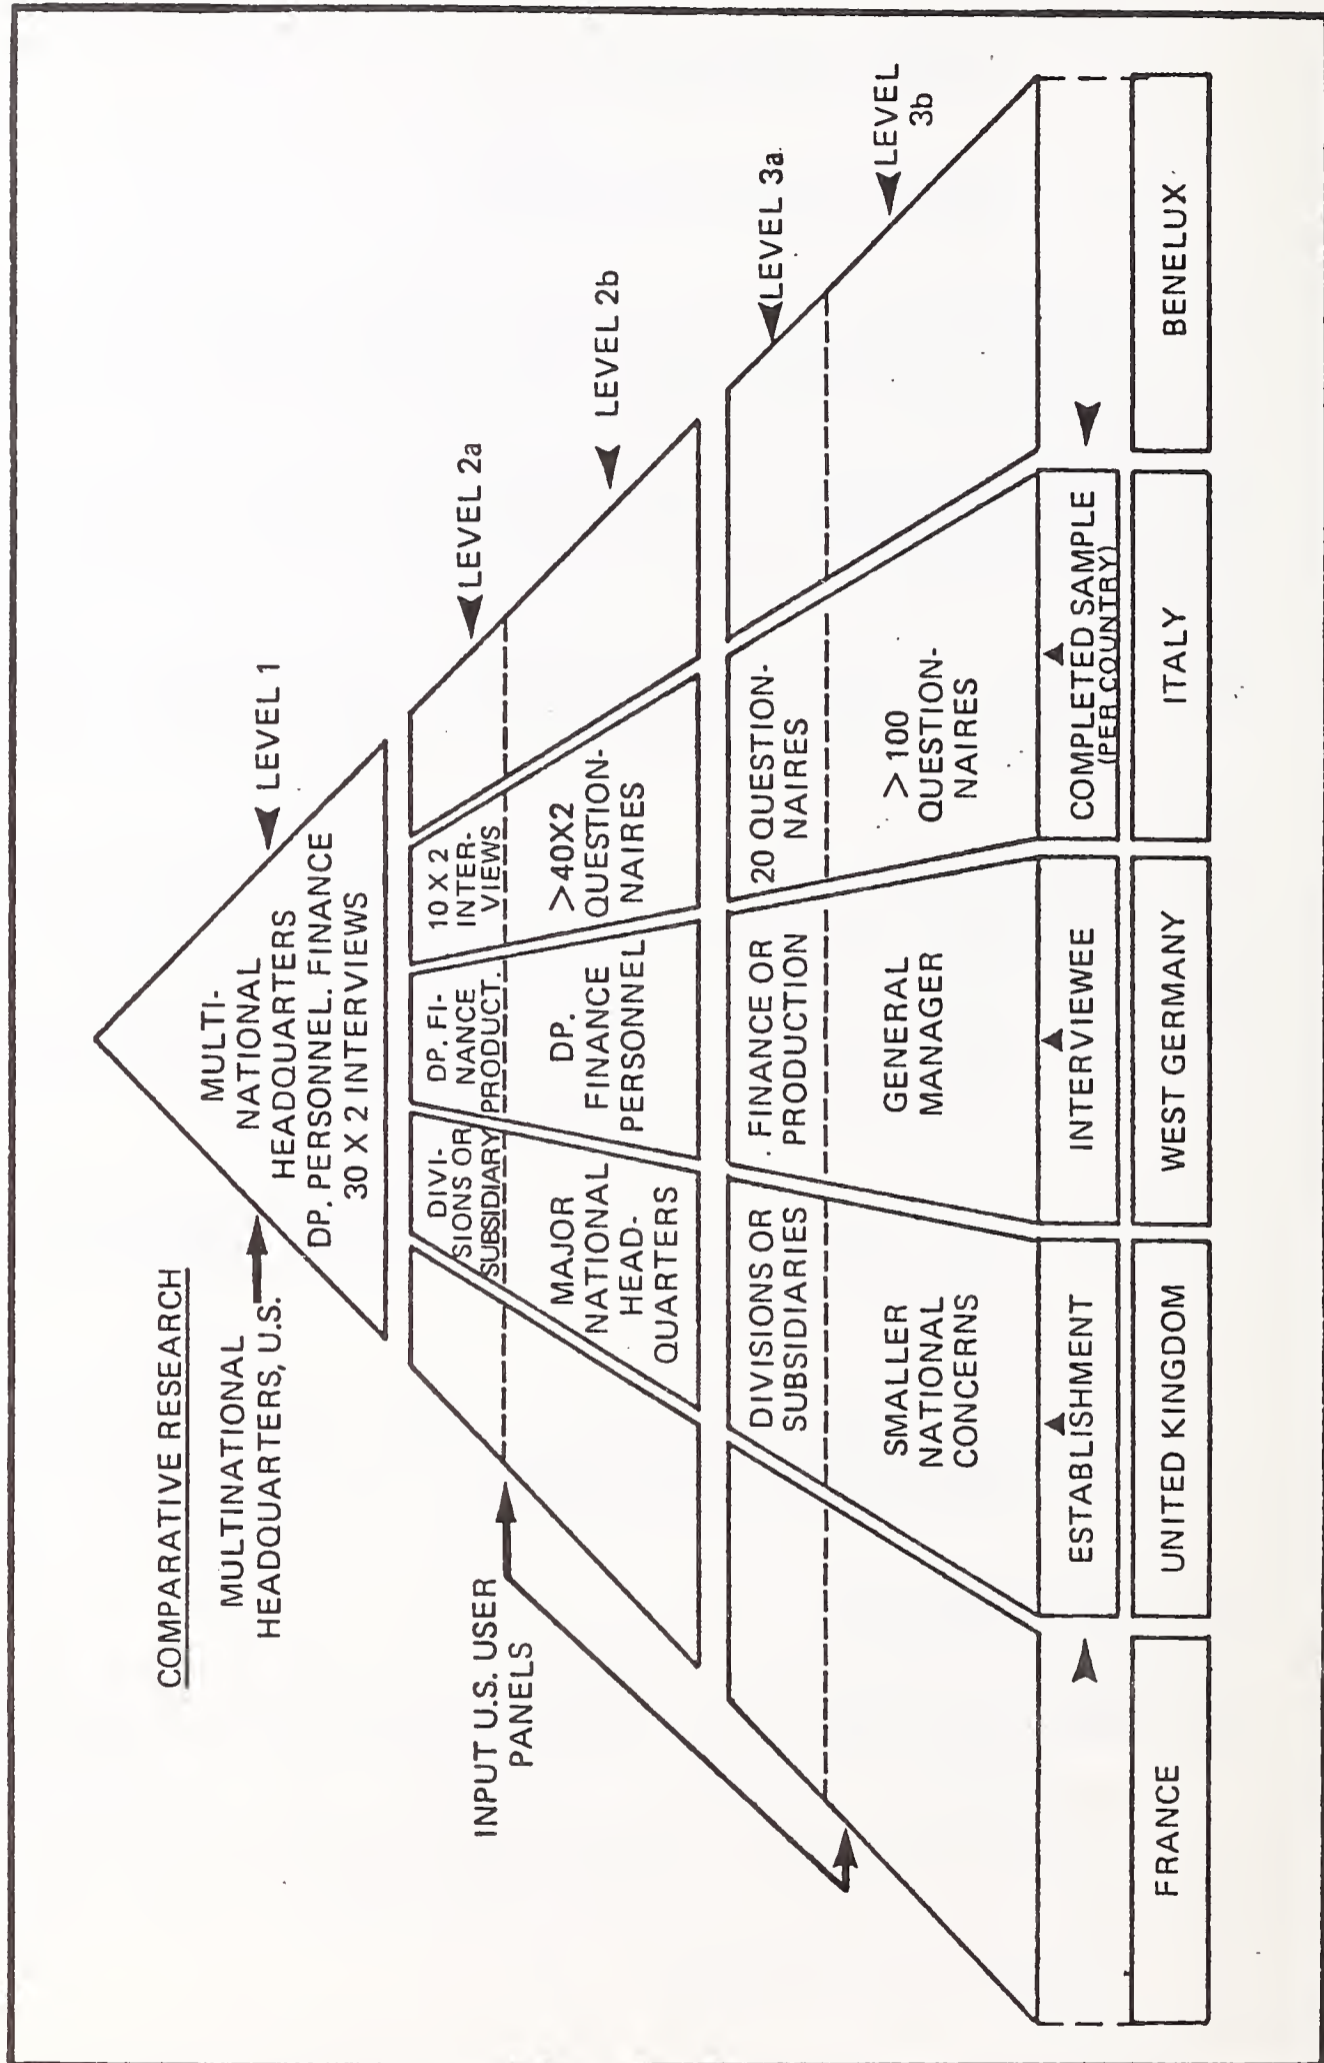 COMPARATIVE RESEARCH
MULTINATIONAL
HEADQUARTERS, U.S.
MULTI-
NATIONAL
HEADQUARTERS
DP. PERSONNEL. FINANCE
30 X 2 INTERVIEWS
LEVEL 1
INPUT U.S. USER
PANELS
DIVI-
SIONS OR
SUBSIDIARY
DP. FI-
NANCE
PRODUCT.
10 X 2
INTER-
VIEWS
LEVEL 2a
MAJOR
NATIONAL
HEAD-
QUARTERS
DP.
FINANCE
PERSONNEL
>40X2
QUESTION-
NAIRES
LEVEL 2b
DIVISIONS OR
SUBSIDIARIES
FINANCE OR
PRODUCTION
20 QUESTION-
NAIRES
LEVEL 3a
SMALLER
NATIONAL
CONCERNS
GENERAL
MANAGER
> 100
QUESTION-
NAIRES
LEVEL
3b
ESTABLISHMENT
INTERVIEWEE
COMPLETED SAMPLE
(PER COUNTRY)
FRANCE
UNITED KINGDOM
WEST GERMANY
ITALY
BENELUX